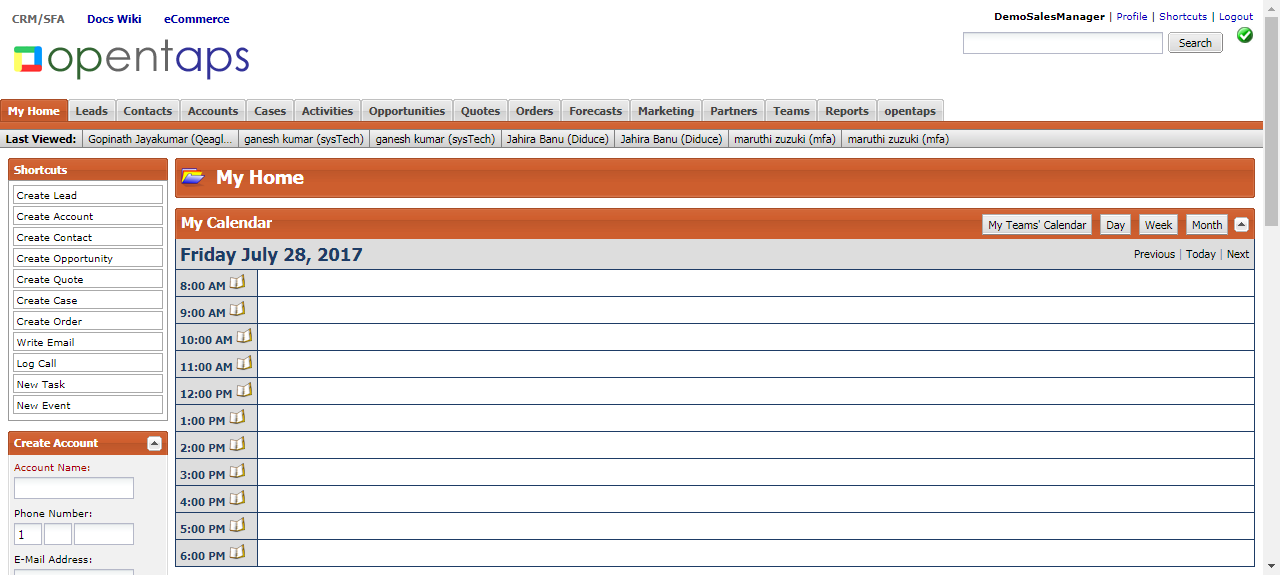 CRM/SFA Docs Wiki eCommerce
DemoSalesManager | Profile | Shortcuts | Logout
opentaps
Search
My Home Leads Contacts Accounts Cases Activities Opportunities Quotes Orders Forecasts Marketing Partners Teams Reports opentaps
Last Viewed: Gopinath Jayakumar (Qeagl... ganesh kumar (sysTech) ganesh kumar (sysTech) Jahira Banu (Diduce) Jahira Banu (Diduce) maruthi zuzuki (mfa) maruthi zuzuki (mfa)
Shortcuts
Create Lead
Create Account
Create Contact
Create Opportunity
Create Quote
Create Case
Create Order
Write Email
Log Call
New Task
New Event
Create Account
Account Name:
Phone Number:
1
E-Mail Address:
My Home
My Calendar
My Teams' Calendar Day Week Month
Friday July 28, 2017
Previous | Today | Next
8:00 AM
9:00 AM
10:00 AM
11:00 AM
12:00 PM
1:00 PM
2:00 PM
3:00 PM
4:00 PM
5:00 PM
6:00 PM